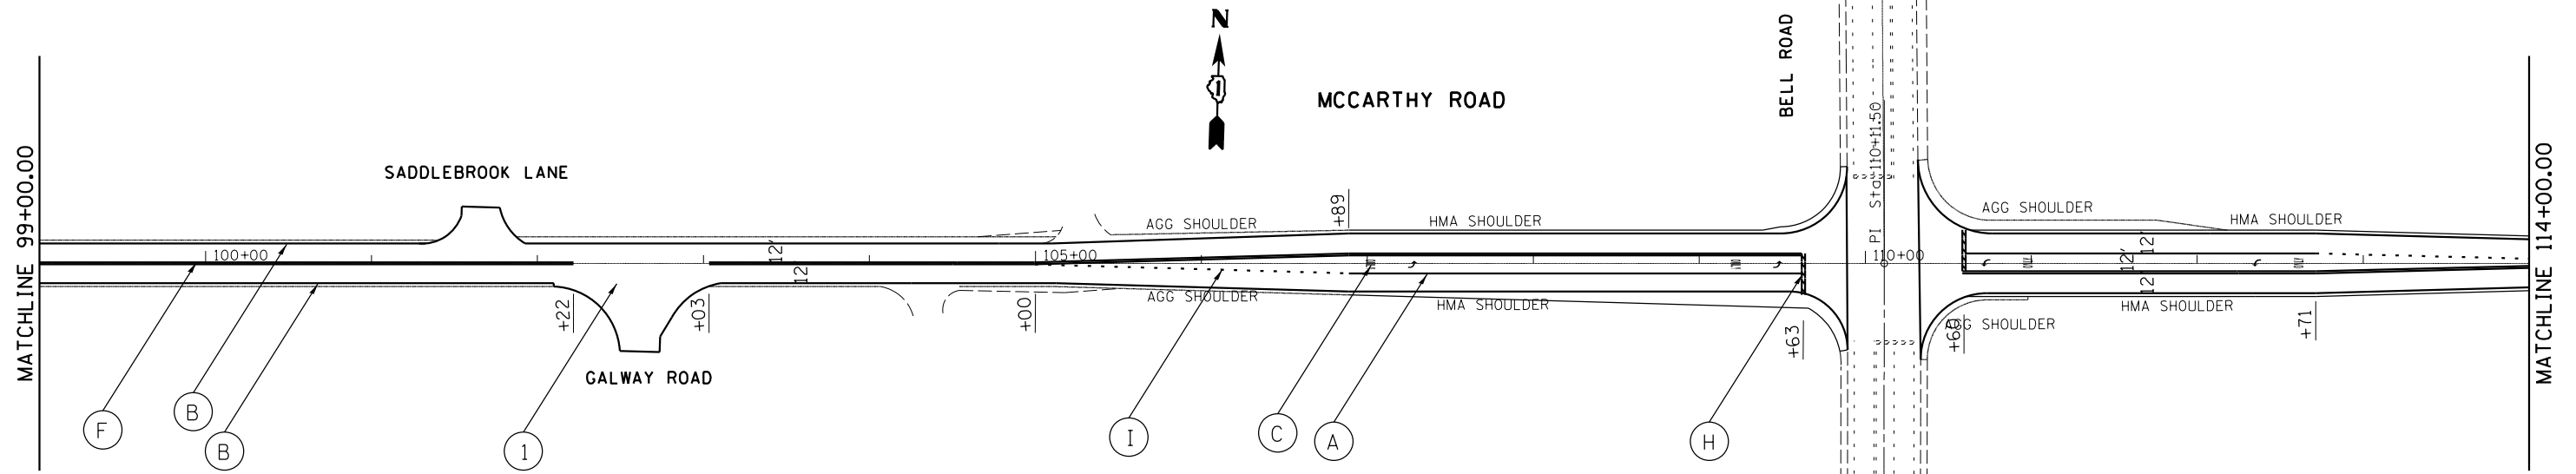 N
MCCARTHY ROAD
BELL ROAD
PI Sta 110+11.50
MATCHLINE 99+00.00
SADDLEBROOK LANE
GALWAY ROAD
100+00
105+00
110+00
12'
12'
+22
+03
+00
+89
+63
+60
+71
AGG SHOULDER
HMA SHOULDER
AGG SHOULDER
HMA SHOULDER
AGG SHOULDER
HMA SHOULDER
AGG SHOULDER
HMA SHOULDER
12'
12'
12'
MATCHLINE 114+00.00
F
B
B
1
I
C
A
H